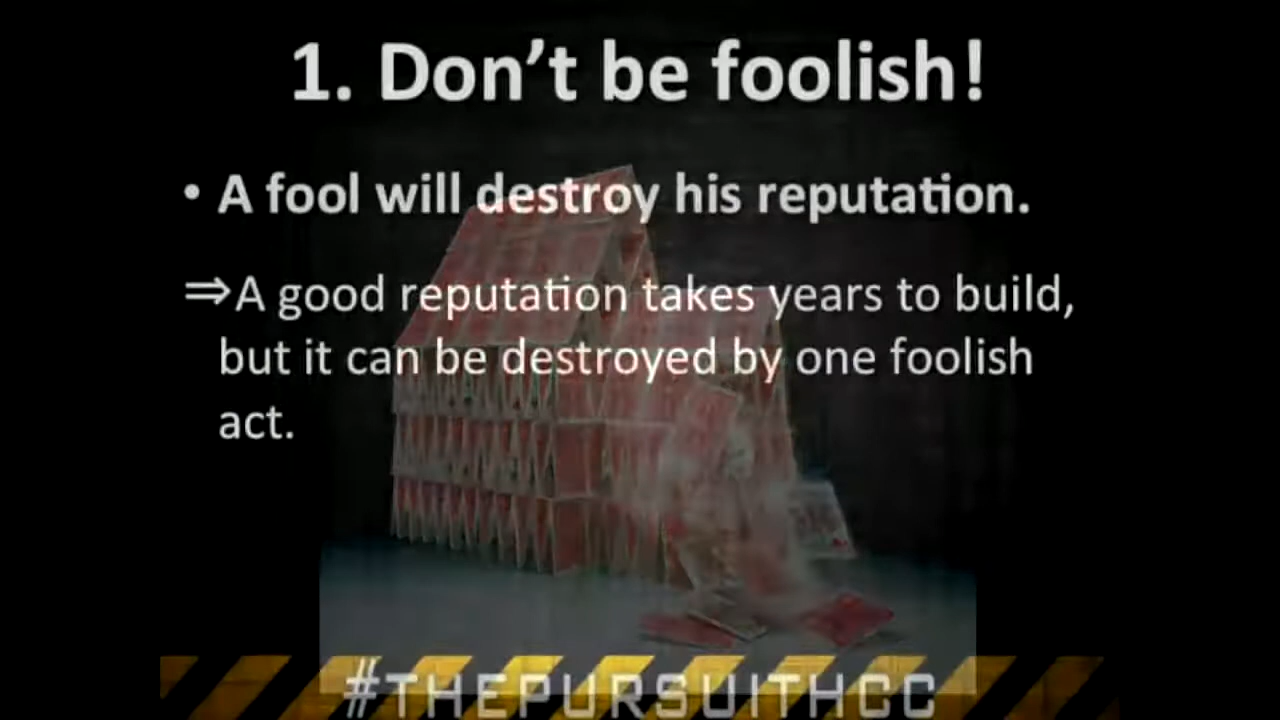 1. Don’t be foolish!
• A fool will destroy his reputation.
⇒A good reputation takes years to build,
but it can be destroyed by one foolish
act.
#THEPURSUITHCC